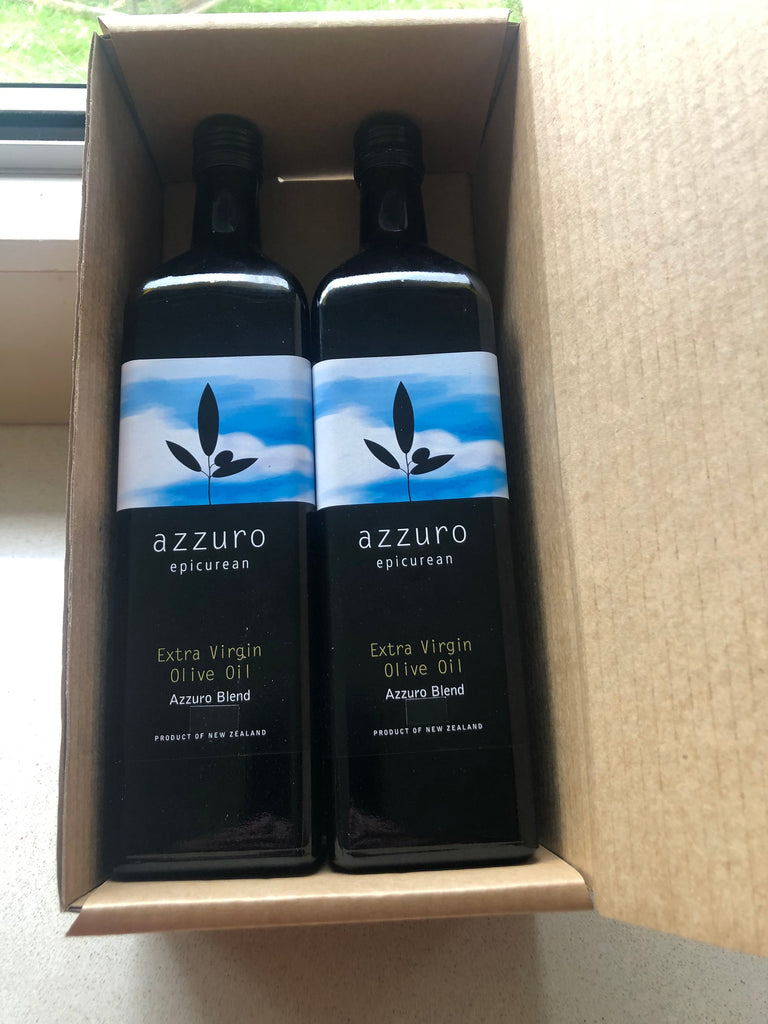 azzuro
epicurean
Extra Virgin
Olive Oil
Azzuro Blend
PRODUCT OF NEW ZEALAND
azzuro
epicurean
Extra Virgin
Olive Oil
Azzuro Blend
PRODUCT OF NEW ZEALAND